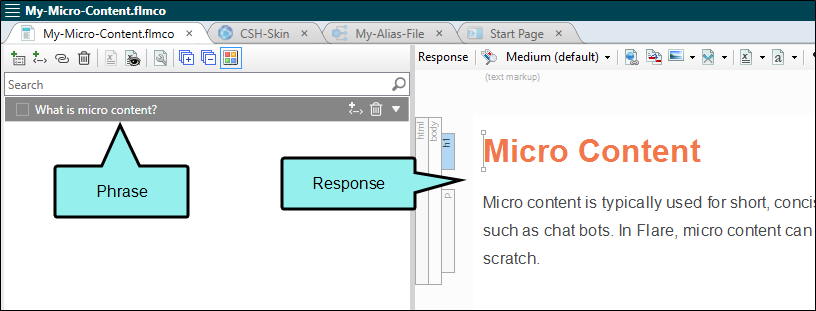 My-Micro-Content.flmco
My-Micro-Content.flmco × CSH-Skin × My-Alias-File × Start Page ×
Response Medium (default)
(text markup)
Search
What is micro content?
html
body
h1
p
Phrase
Response
Micro Content
Micro content is typically used for short, conci
such as chat bots. In Flare, micro content can
scratch.